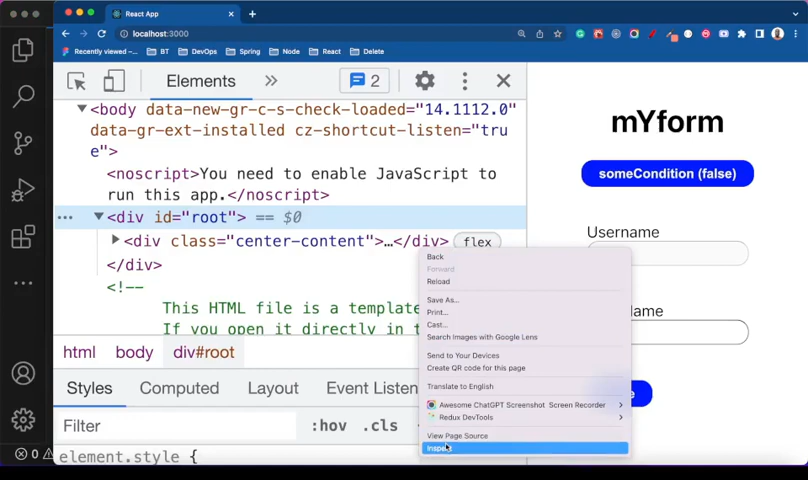 React App
localhost:3000
Recently viewed –... BT DevOps Spring Node React Delete
Elements
2
<body data-new-gr-c-s-check-loaded="14.1112.0"
data-gr-ext-installed cz-shortcut-listen="tru
e">
<noscript>You need to enable JavaScript to
run this app.</noscript>
<div id="root"> == $0
<div class="center-content">…</div> flex
</div>
<!--
This HTML file is a template
If you open it directly in t
html body div#root
Styles Computed Layout Event Listen
Filter :hov .cls
element.style {
Back
Forward
Reload
Save As...
Print...
Cast...
Search Images with Google Lens
Send to Your Devices
Create QR code for this page
Translate to English
Awesome ChatGPT Screenshot Screen Recorder
Redux DevTools
View Page Source
Inspect
mYform
someCondition (false)
Username
Name
0